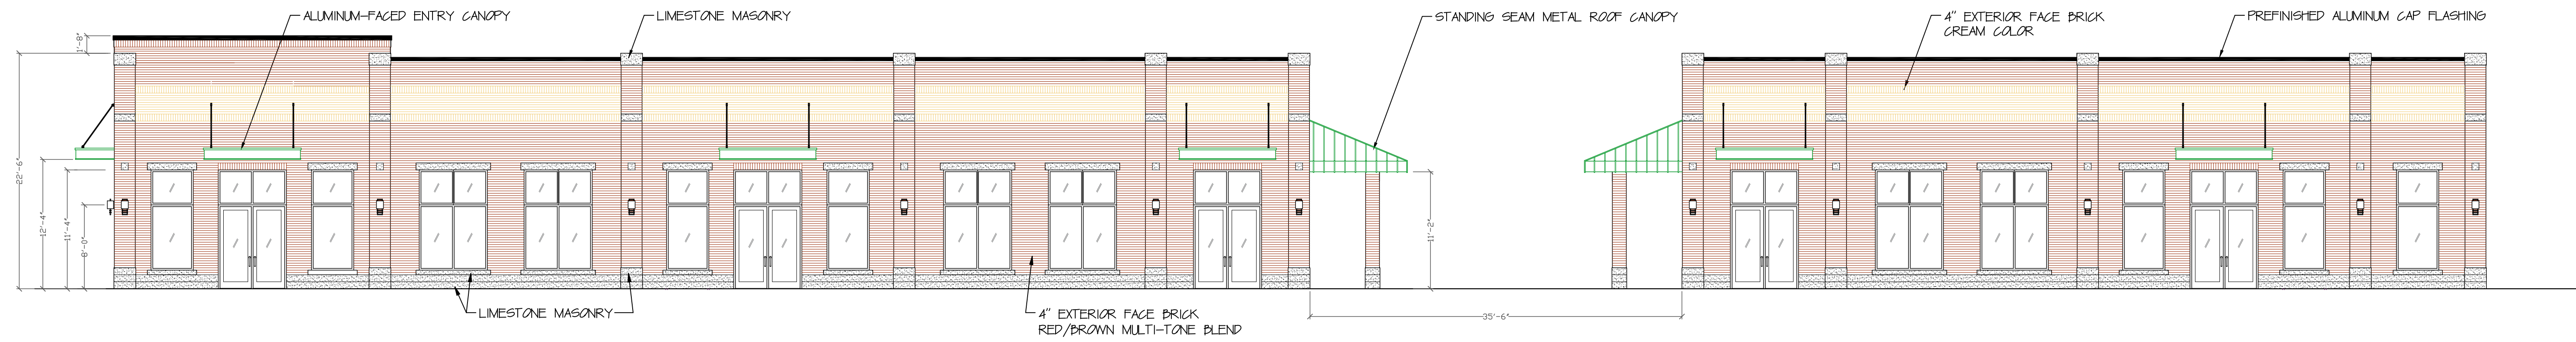 ALUMINUM-FACED ENTRY CANOPY
LIMESTONE MASONRY
STANDING SEAM METAL ROOF CANOPY
4" EXTERIOR FACE BRICK
CREAM COLOR
PREFINISHED ALUMINUM CAP FLASHING
1'-8"
22'-6"
12'-4"
11'-4"
8'-0"
11'-2"
LIMESTONE MASONRY
4" EXTERIOR FACE BRICK
RED/BROWN MULTI-TONE BLEND
35'-6"